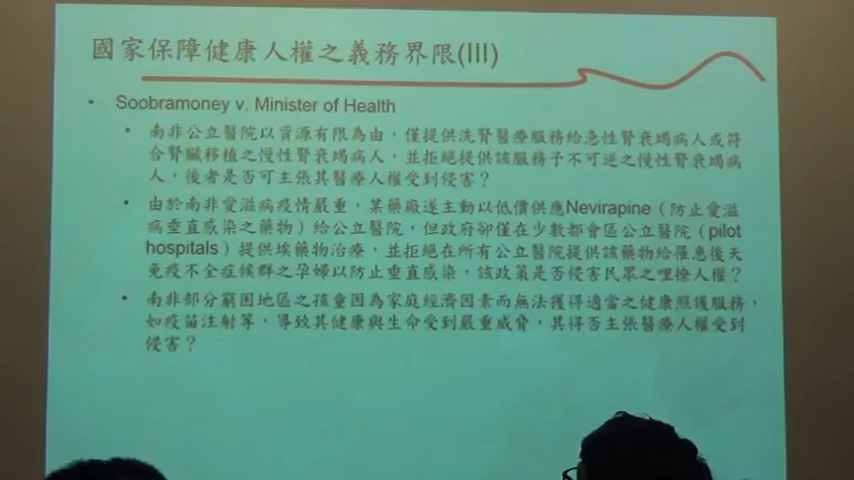 國家保障健康人權之義務界限(III)
• Soobramoney v. Minister of Health
• 南非公立醫院以資源有限為由，僅提供洗腎醫療服務給急性腎衰竭病人或符
合腎臟移植之慢性腎衰竭病人，並拒絕提供該服務予不可逆之慢性腎衰竭病
人，後者是否可主張其醫療人權受到侵害？
• 由於南非愛滋病疫情嚴重，某藥廠遂主動以低價供應Nevirapine（防止愛滋
病垂直感染之藥物）給公立醫院，但政府卻僅在少數都會區公立醫院（pilot
hospitals）提供埃藥物治療，並拒絕在所有公立醫院提供該藥物給罹患後天
免疫不全症候群之孕婦以防止垂直感染，該政策是否侵害民眾之哩撩人權？
• 南非部分窮困地區之孩童因為家庭經濟因素而無法獲得適當之健康照護服務，
如疫苗注射等，導致其健康與生命受到嚴重威脅，其得否主張醫療人權受到
侵害？